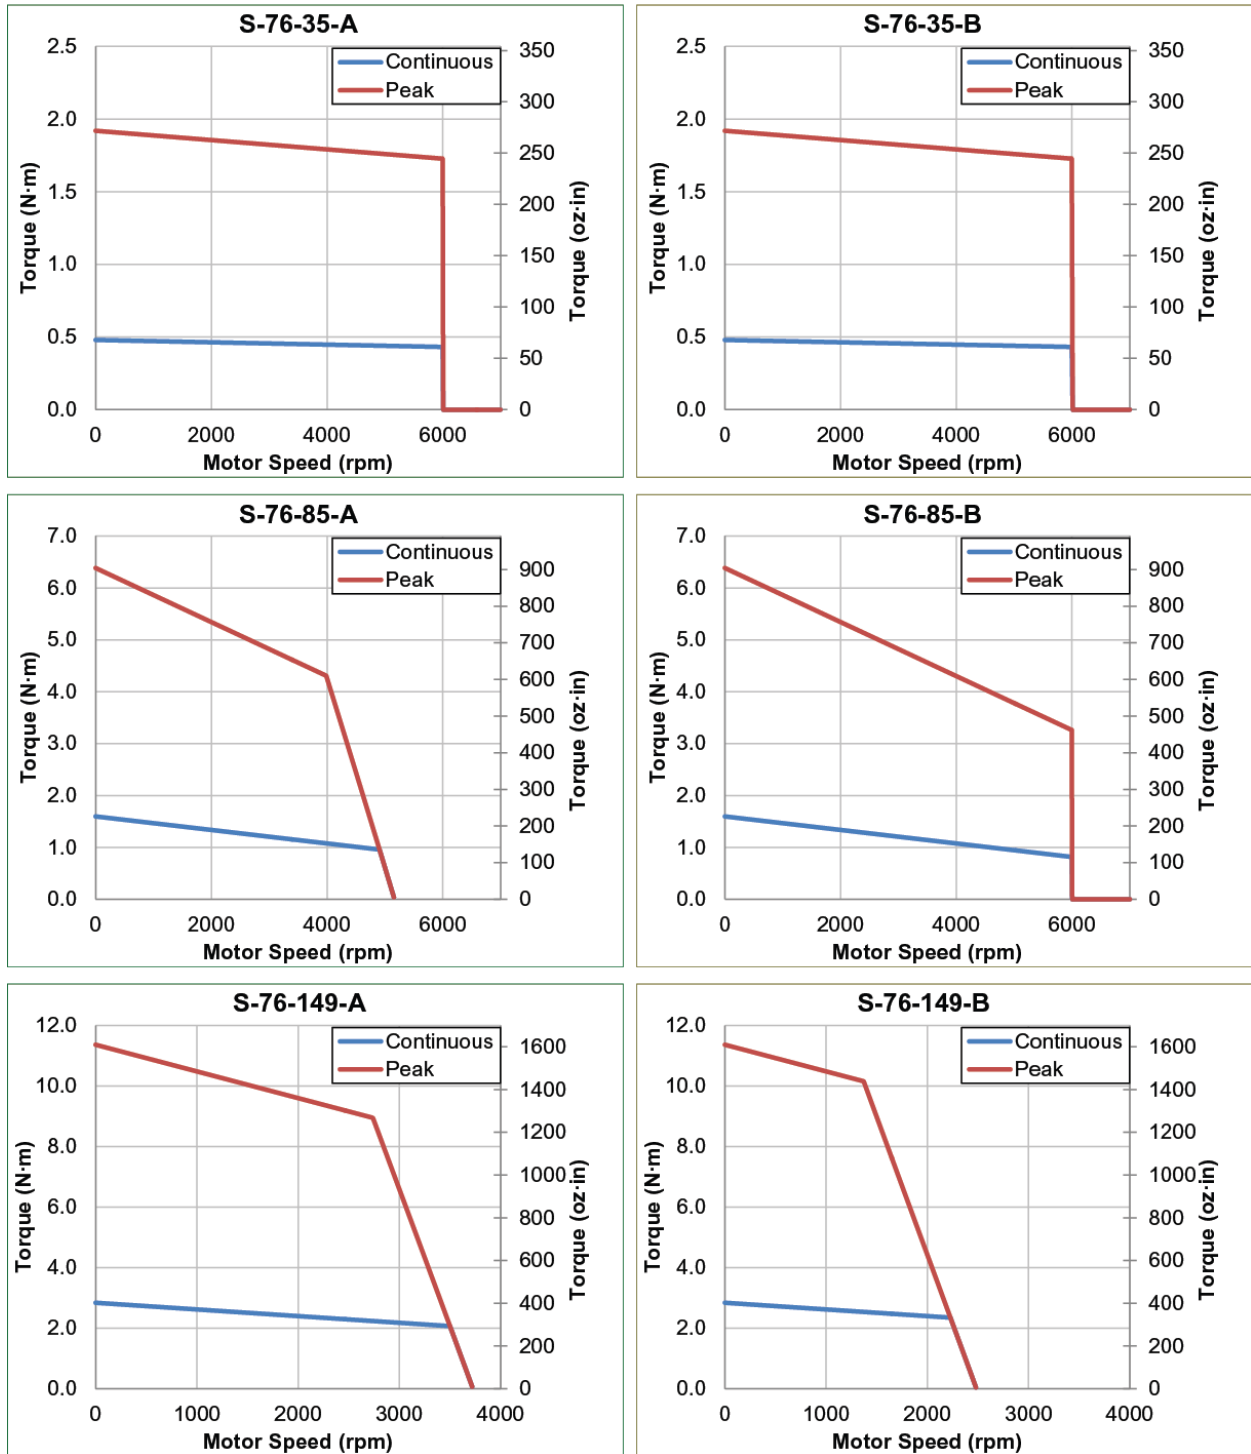 S-76-35-A
Continuous
Peak
Torque (N·m)
2.5
2.0
1.5
1.0
0.5
0.0
350
300
250
200
150
100
50
0
Torque (oz·in)
0 2000 4000 6000
Motor Speed (rpm)
S-76-35-B
Continuous
Peak
Torque (N·m)
2.5
2.0
1.5
1.0
0.5
0.0
350
300
250
200
150
100
50
0
Torque (oz·in)
0 2000 4000 6000
Motor Speed (rpm)
S-76-85-A
Continuous
Peak
Torque (N·m)
7.0
6.0
5.0
4.0
3.0
2.0
1.0
0.0
900
800
700
600
500
400
300
200
100
0
Torque (oz·in)
0 2000 4000 6000
Motor Speed (rpm)
S-76-85-B
Continuous
Peak
Torque (N·m)
7.0
6.0
5.0
4.0
3.0
2.0
1.0
0.0
900
800
700
600
500
400
300
200
100
0
Torque (oz·in)
0 2000 4000 6000
Motor Speed (rpm)
S-76-149-A
Continuous
Peak
Torque (N·m)
12.0
10.0
8.0
6.0
4.0
2.0
0.0
1600
1400
1200
1000
800
600
400
200
0
Torque (oz·in)
0 1000 2000 3000 4000
Motor Speed (rpm)
S-76-149-B
Continuous
Peak
Torque (N·m)
12.0
10.0
8.0
6.0
4.0
2.0
0.0
1600
1400
1200
1000
800
600
400
200
0
Torque (oz·in)
0 1000 2000 3000 4000
Motor Speed (rpm)